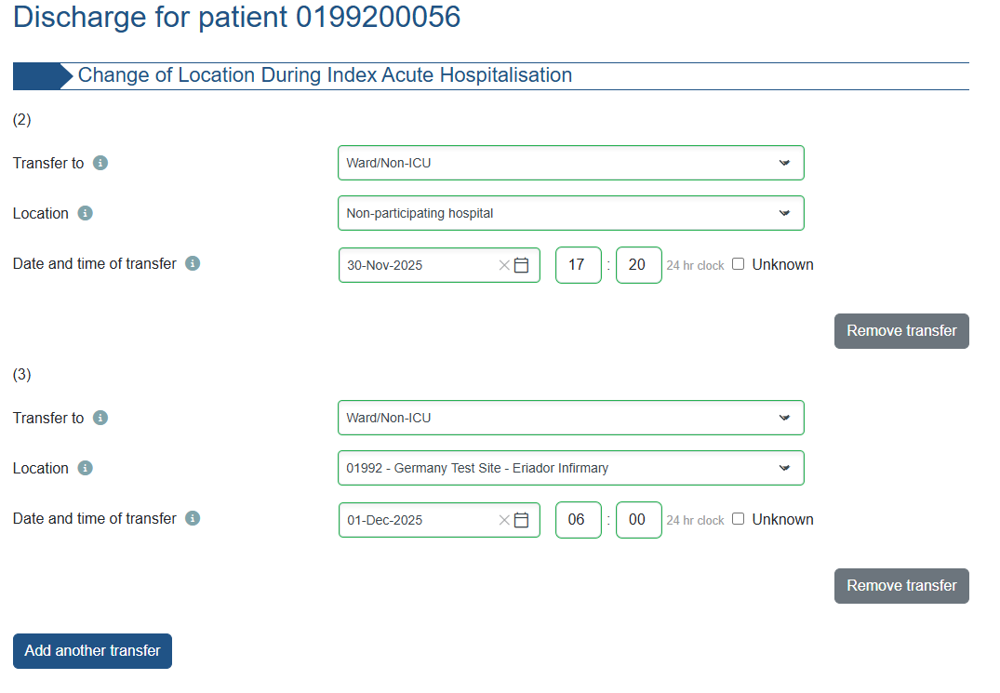 Discharge for patient 0199200056
Change of Location During Index Acute Hospitalisation
(2)
Transfer to i Ward/Non-ICU
Location i Non-participating hospital
Date and time of transfer i 30-Nov-2025 17 : 20 24 hr clock Unknown
Remove transfer
(3)
Transfer to i Ward/Non-ICU
Location i 01992 - Germany Test Site - Eriador Infirmary
Date and time of transfer i 01-Dec-2025 06 : 00 24 hr clock Unknown
Remove transfer
Add another transfer